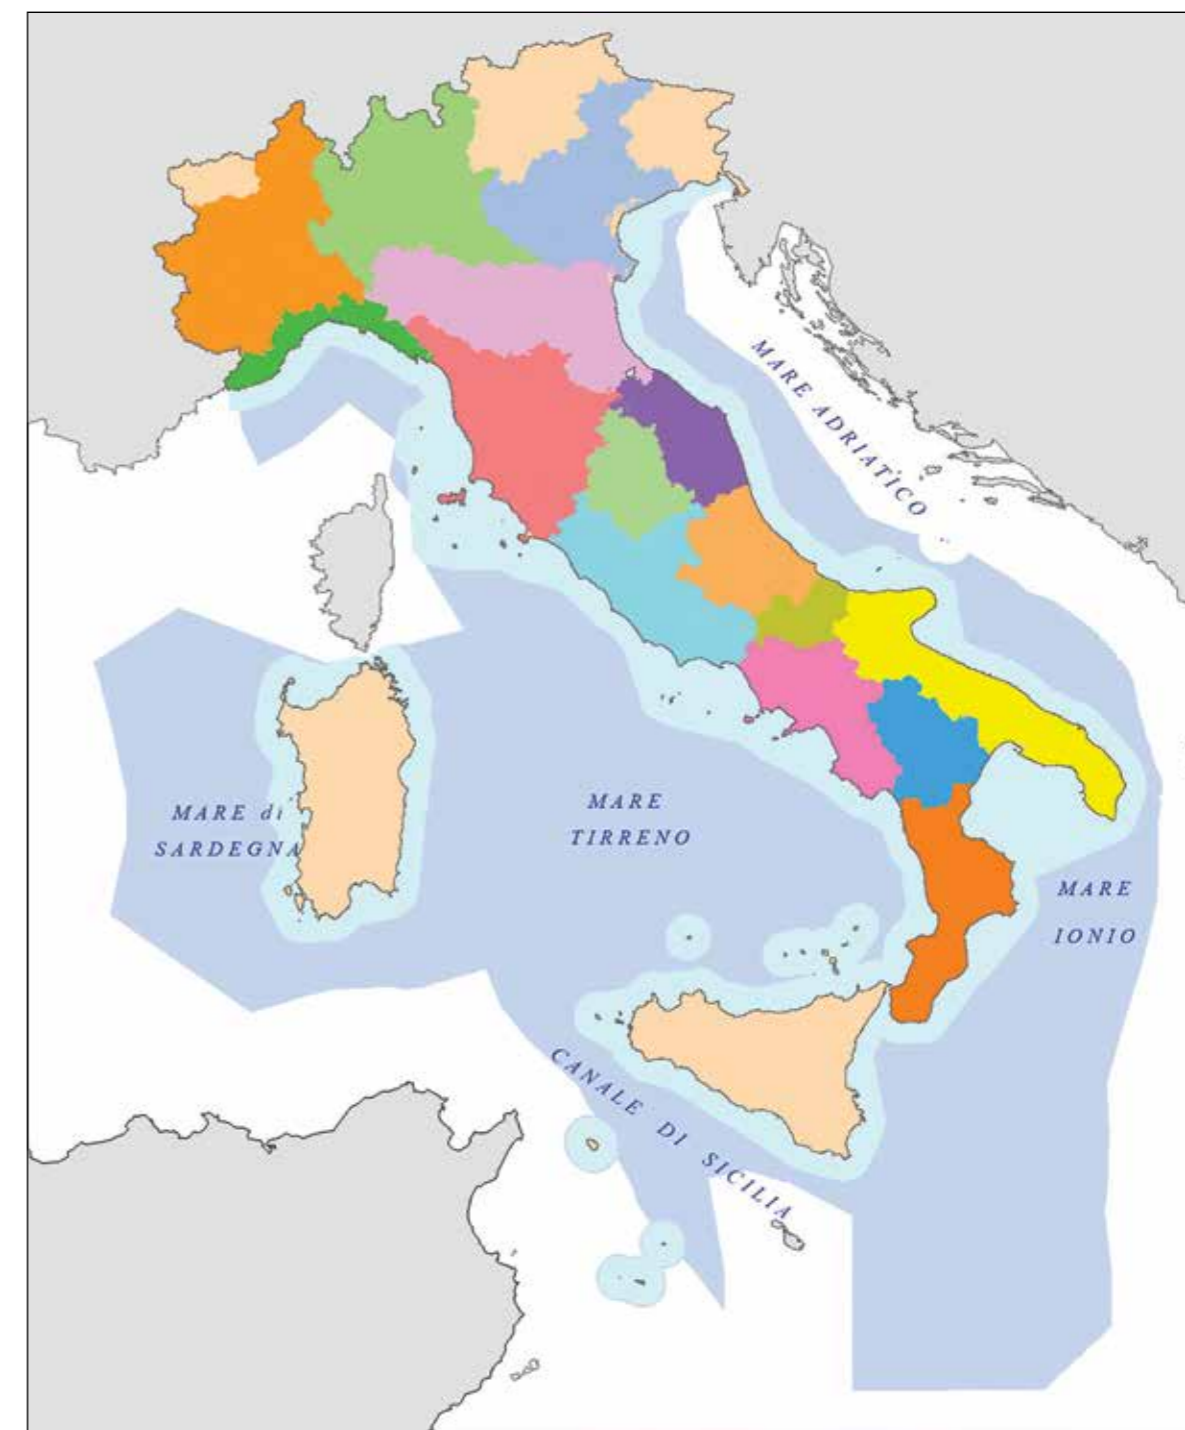 MARE ADRIATICO
MARE di
SARDEGNA
MARE
TIRRENO
MARE
IONIO
CANALE DI SICILIA